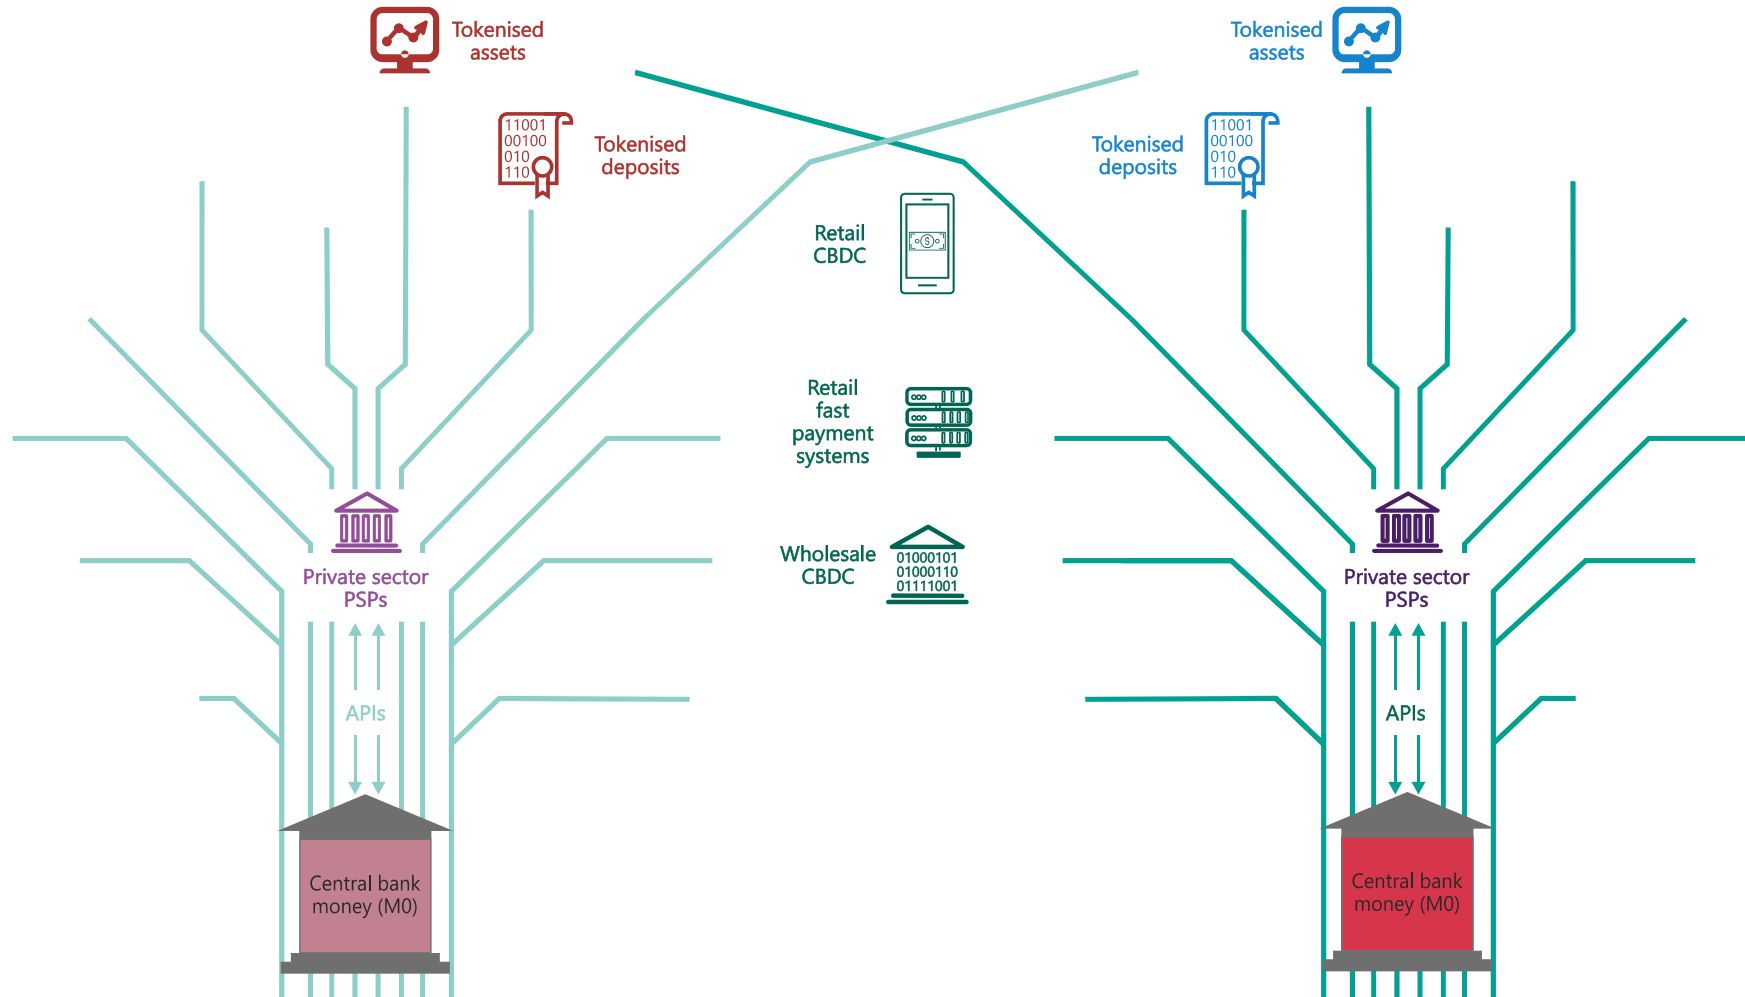 Tokenised
assets
Tokenised
assets
11001
00100
010
110
Tokenised
deposits
Tokenised
deposits
11001
00100
010
110
Retail
CBDC
$
Retail
fast
payment
systems
Wholesale
CBDC
01000101
01000110
01111001
Private sector
PSPs
Private sector
PSPs
APIs
APIs
Central bank
money (M0)
Central bank
money (M0)